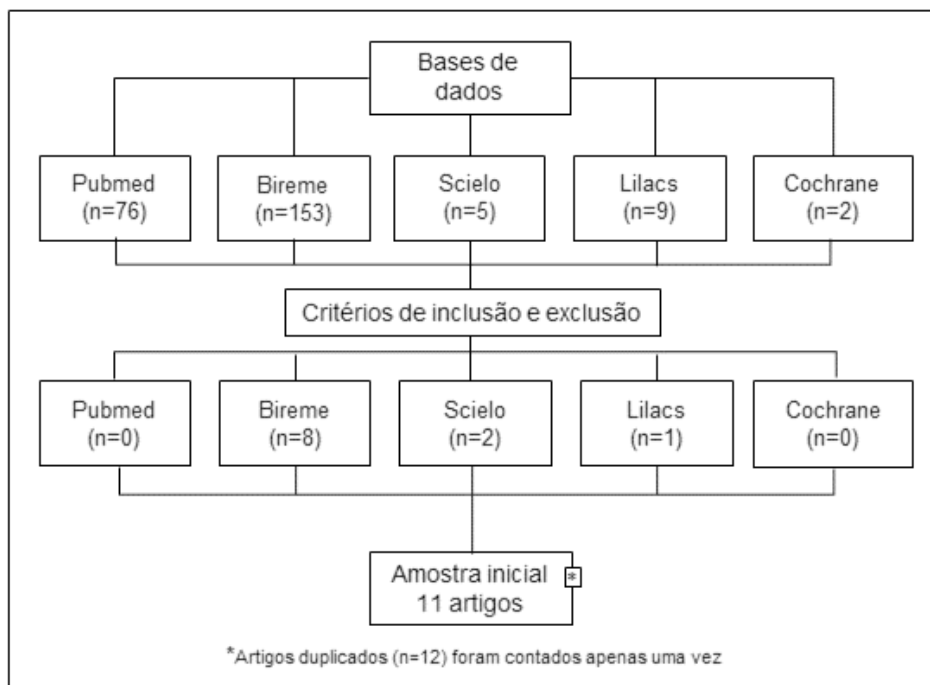 Bases de
dados
Pubmed
(n=76)
Bireme
(n=153)
Scielo
(n=5)
Lilacs
(n=9)
Cochrane
(n=2)
Critérios de inclusão e exclusão
Pubmed
(n=0)
Bireme
(n=8)
Scielo
(n=2)
Lilacs
(n=1)
Cochrane
(n=0)
Amostra inicial
11 artigos
*
*Artigos duplicados (n=12) foram contados apenas uma vez